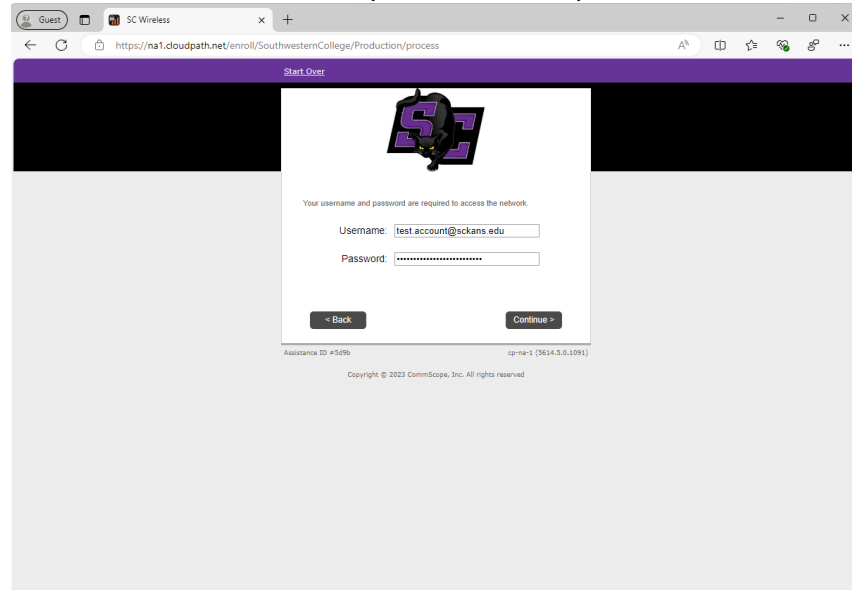 Guest
SC Wireless
https://na1.cloudpath.net/enroll/SouthwesternCollege/Production/process
Start Over
SC
Your username and password are required to access the network.
Username: test.account@sckans.edu
Password: ••••••••••••••••••••••••••
< Back
Continue >
Assistance ID #5d9b
cp-na-1 (5614.5.0.1091)
Copyright © 2023 CommScope, Inc. All rights reserved